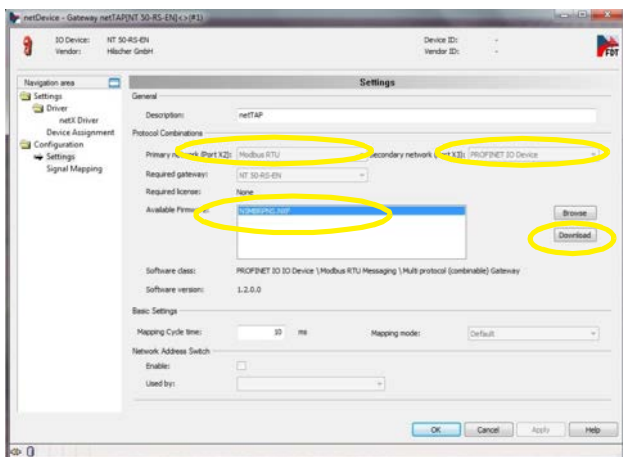 netDevice - Gateway netTAP[NT 50-RS-EN]<>(#1)
IO Device: NT 50-RS-EN
Vendor: Hilscher GmbH
Device ID: -
Vendor ID: -
FDT
Navigation area
Settings
Driver
netX Driver
Device Assignment
Configuration
Settings
Signal Mapping
Settings
General
Description: netTAP
Protocol Combinations
Primary network (Port X2): Modbus RTU
Secondary network (Port X3): PROFINET IO Device
Required gateway: NT 50-RS-EN
Required license: None
Available Firmware:
Browse
Download
Software class: PROFINET IO IO Device \ Modbus RTU Messaging \ Multi protocol (combinable) Gateway
Software version: 1.2.0.0
Basic Settings
Mapping Cycle time: 10 ms
Mapping mode: Default
Network Address Switch
Enable:
Used by:
OK Cancel Apply Help